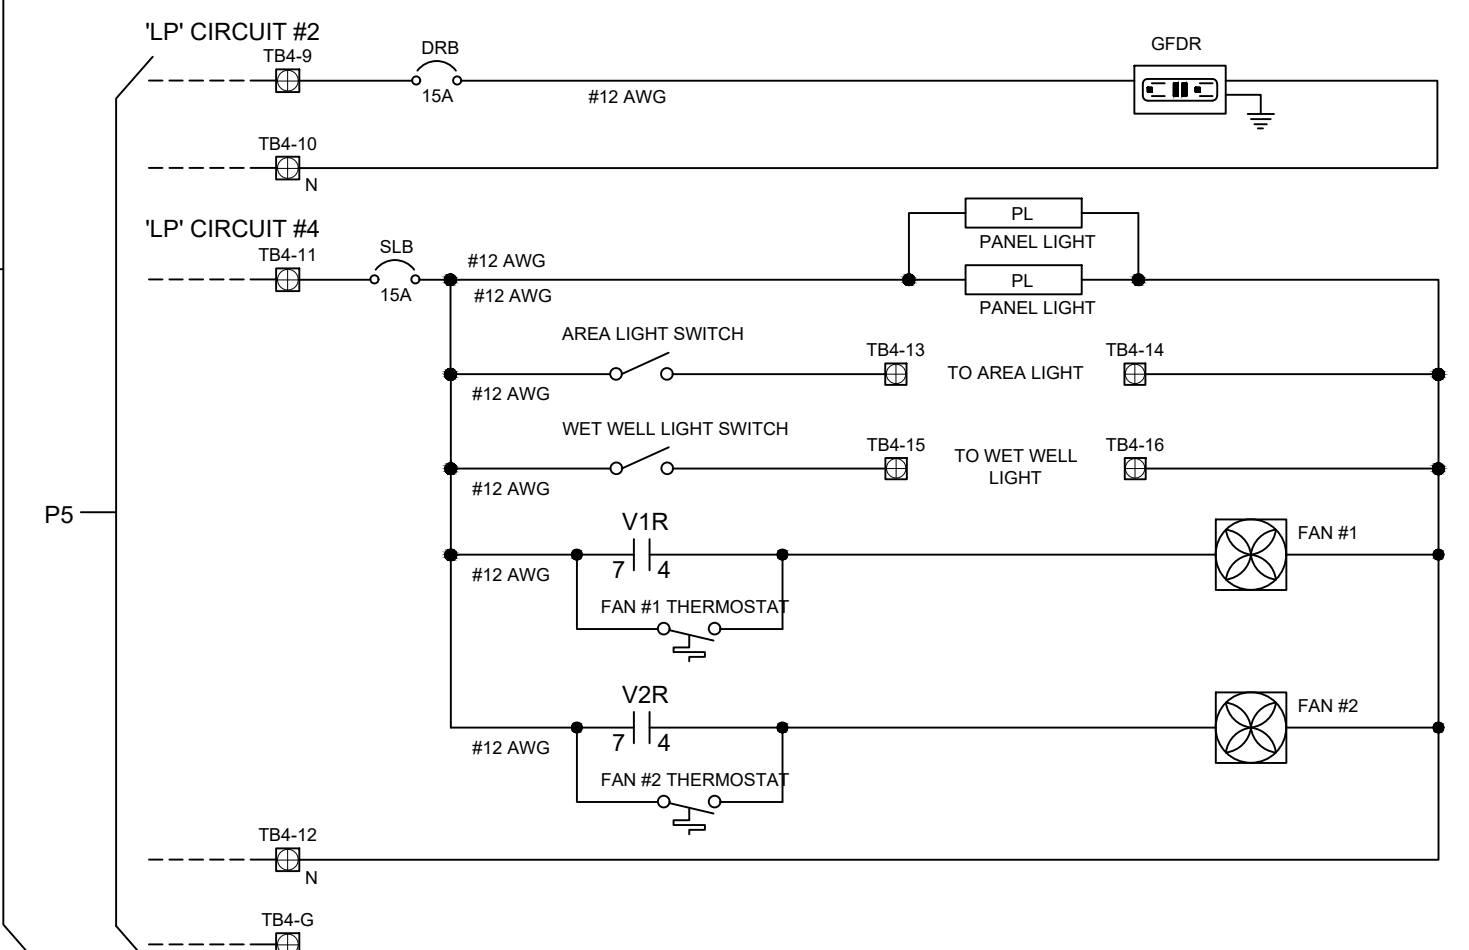 'LP' CIRCUIT #2
TB4-9
DRB
15A
#12 AWG
GFDR
TB4-10
N
'LP' CIRCUIT #4
TB4-11
SLB
15A
#12 AWG
#12 AWG
PL
PANEL LIGHT
PL
PANEL LIGHT
AREA LIGHT SWITCH
#12 AWG
TB4-13
TO AREA LIGHT
TB4-14
WET WELL LIGHT SWITCH
#12 AWG
TB4-15
TO WET WELL
LIGHT
TB4-16
P5
V1R
7 4
#12 AWG
FAN #1 THERMOSTAT
FAN #1
V2R
7 4
#12 AWG
FAN #2 THERMOSTAT
FAN #2
TB4-12
N
TB4-G